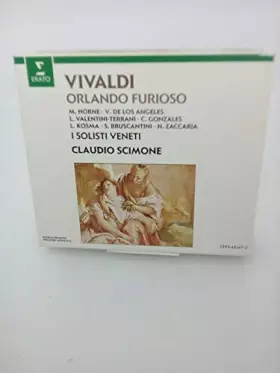 ERATO
VIVALDI
ORLANDO FURIOSO
M. HORNE - V. DE LOS ANGELES
L. VALENTINI-TERRANI - C. GONZALES
L. KOSMA - S. BRUSCANTINI - N. ZACCARIA
I SOLISTI VENETI
CLAUDIO SCIMONE